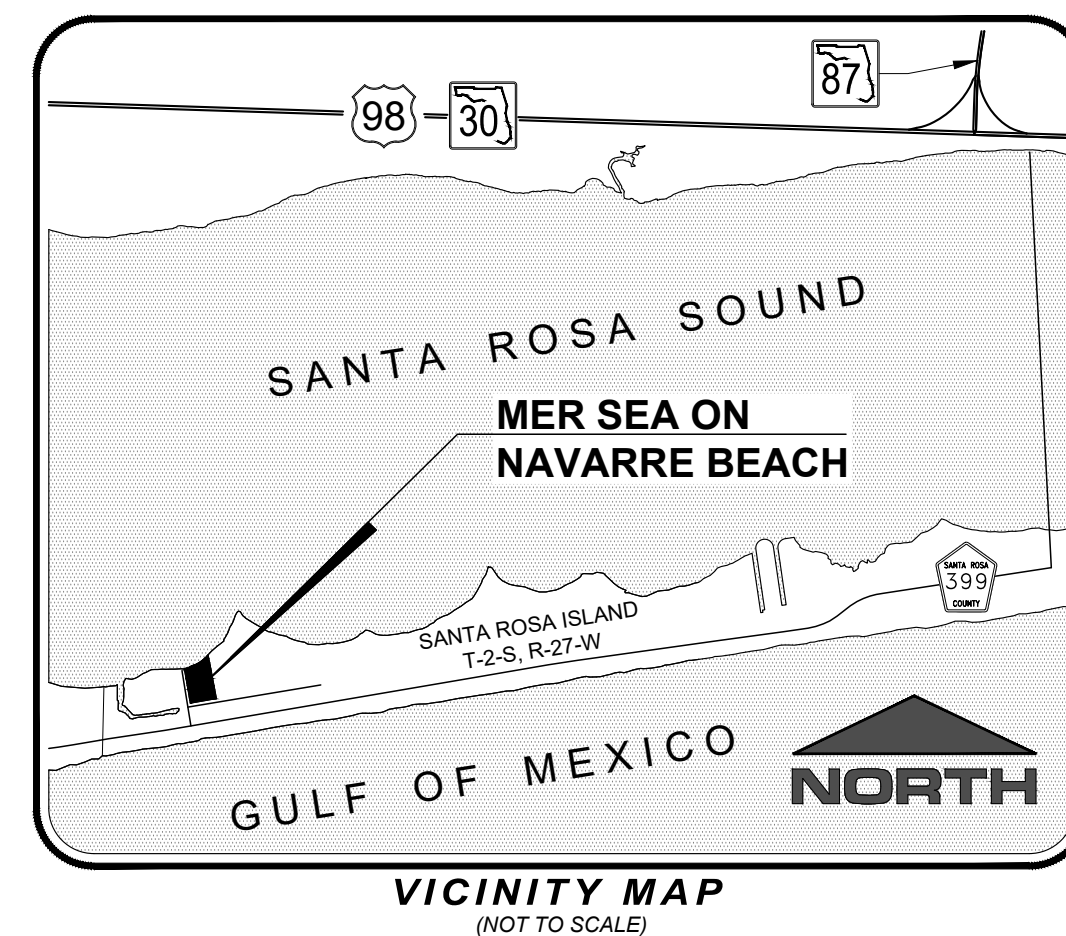 87
98
30
SANTA ROSA SOUND
MER SEA ON
NAVARRE BEACH
SANTA ROSA
399
COUNTY
SANTA ROSA ISLAND
T-2-S, R-27-W
GULF OF MEXICO
NORTH
VICINITY MAP
(NOT TO SCALE)